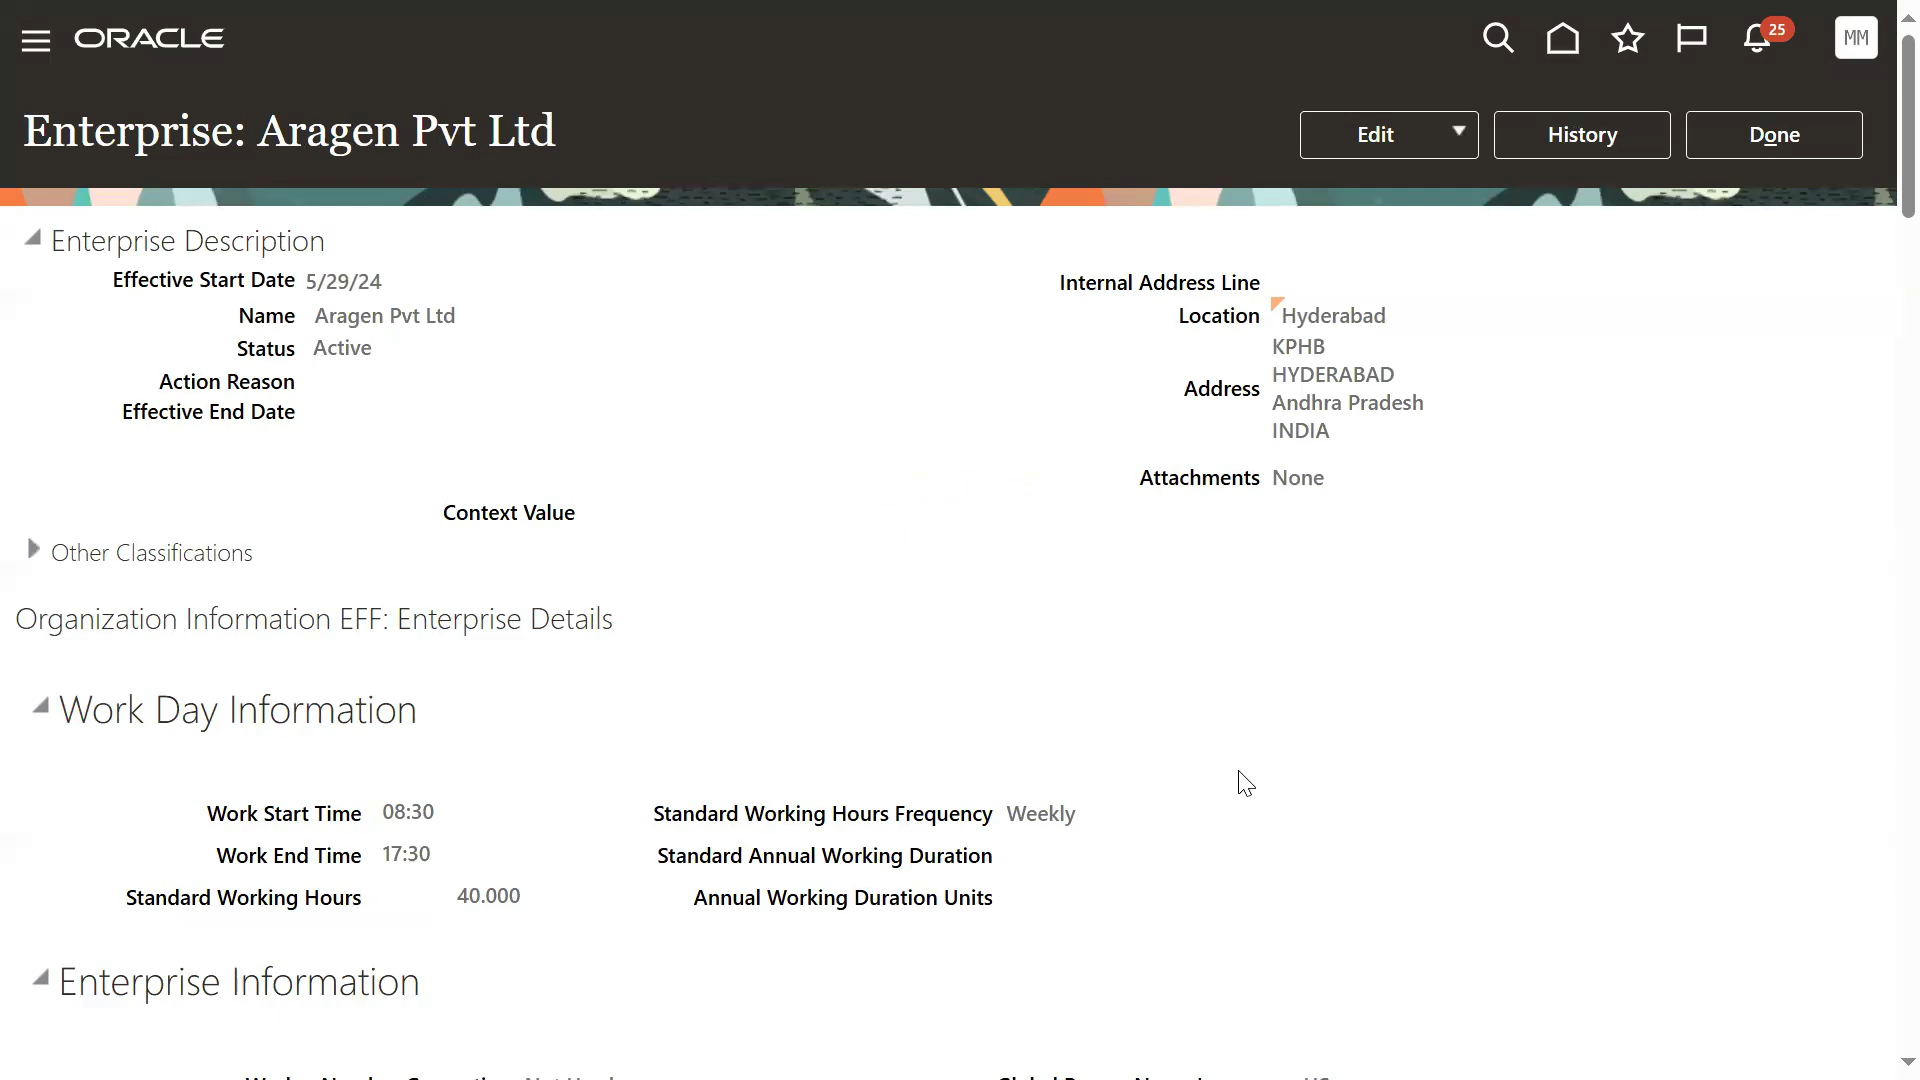 ORACLE
25
MM
Enterprise: Aragen Pvt Ltd
Edit
History
Done
Enterprise Description
Effective Start Date 5/29/24
Name Aragen Pvt Ltd
Status Active
Action Reason
Effective End Date
Internal Address Line
Location Hyderabad
Address KPHB
HYDERABAD
Andhra Pradesh
INDIA
Attachments None
Context Value
Other Classifications
Organization Information EFF: Enterprise Details
Work Day Information
Work Start Time 08:30
Work End Time 17:30
Standard Working Hours 40.000
Standard Working Hours Frequency Weekly
Standard Annual Working Duration
Annual Working Duration Units
Enterprise Information